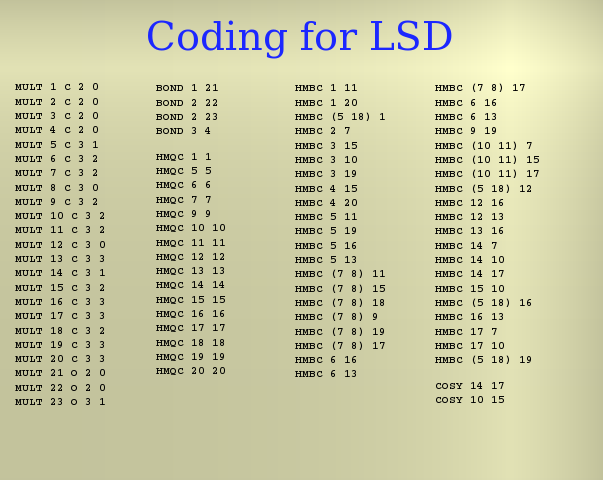 Coding for LSD
MULT 1 C 2 0
MULT 2 C 2 0
MULT 3 C 2 0
MULT 4 C 2 0
MULT 5 C 3 1
MULT 6 C 3 2
MULT 7 C 3 2
MULT 8 C 3 0
MULT 9 C 3 2
MULT 10 C 3 2
MULT 11 C 3 2
MULT 12 C 3 0
MULT 13 C 3 3
MULT 14 C 3 1
MULT 15 C 3 2
MULT 16 C 3 3
MULT 17 C 3 3
MULT 18 C 3 2
MULT 19 C 3 3
MULT 20 C 3 3
MULT 21 O 2 0
MULT 22 O 2 0
MULT 23 O 3 1
BOND 1 21
BOND 2 22
BOND 2 23
BOND 3 4
HMQC 1 1
HMQC 5 5
HMQC 6 6
HMQC 7 7
HMQC 9 9
HMQC 10 10
HMQC 11 11
HMQC 12 12
HMQC 13 13
HMQC 14 14
HMQC 15 15
HMQC 16 16
HMQC 17 17
HMQC 18 18
HMQC 19 19
HMQC 20 20
HMBC 1 11
HMBC 1 20
HMBC (5 18) 1
HMBC 2 7
HMBC 3 15
HMBC 3 10
HMBC 3 19
HMBC 4 15
HMBC 4 20
HMBC 5 11
HMBC 5 19
HMBC 5 16
HMBC 5 13
HMBC (7 8) 11
HMBC (7 8) 15
HMBC (7 8) 18
HMBC (7 8) 9
HMBC (7 8) 19
HMBC (7 8) 17
HMBC 6 16
HMBC 6 13
HMBC (7 8) 17
HMBC 6 16
HMBC 6 13
HMBC 9 19
HMBC (10 11) 7
HMBC (10 11) 15
HMBC (10 11) 17
HMBC (5 18) 12
HMBC 12 16
HMBC 12 13
HMBC 13 16
HMBC 14 7
HMBC 14 10
HMBC 14 17
HMBC 15 10
HMBC (5 18) 16
HMBC 16 13
HMBC 17 7
HMBC 17 10
HMBC (5 18) 19
COSY 14 17
COSY 10 15